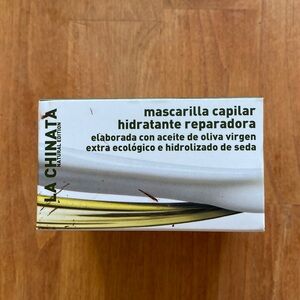 LA CHINATA
NATURAL EDITION
mascarilla capilar
hidratante reparadora
elaborada con aceite de oliva virgen
extra ecológico e hidrolizado de seda